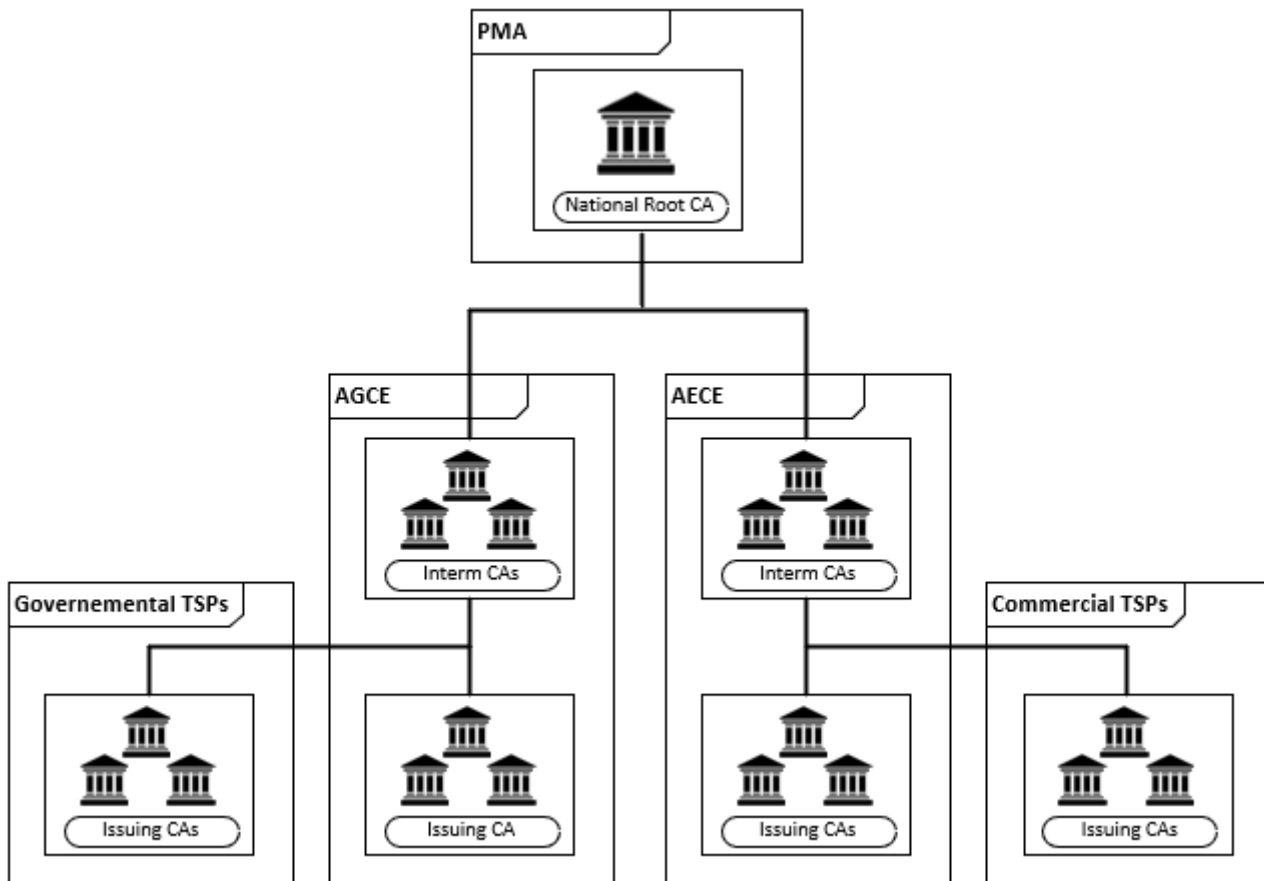 PMA
National Root CA
AGCE
AECE
Interm CAs
Interm CAs
Governemental TSPs
Commercial TSPs
Issuing CAs
Issuing CA
Issuing CAs
Issuing CAs